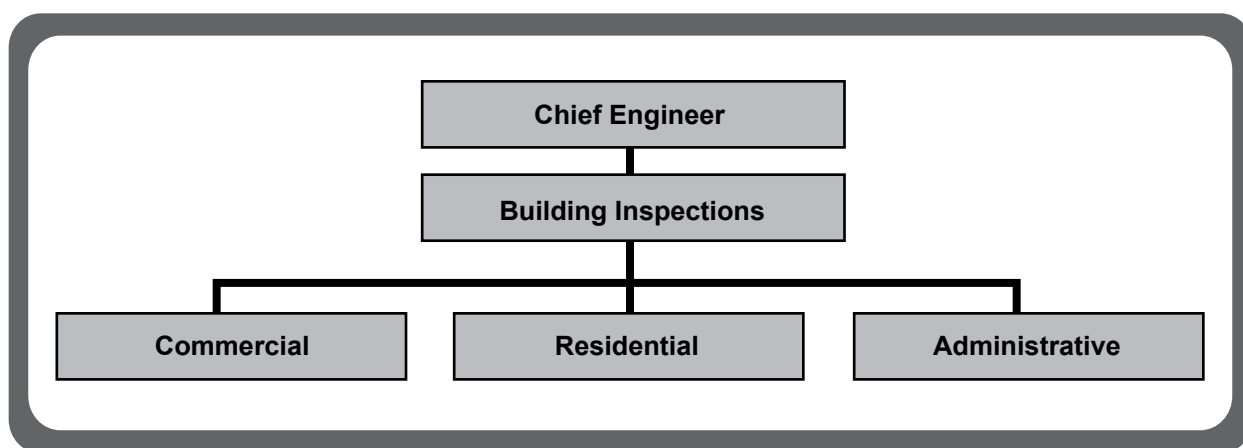 Chief Engineer
Building Inspections
Commercial
Residential
Administrative